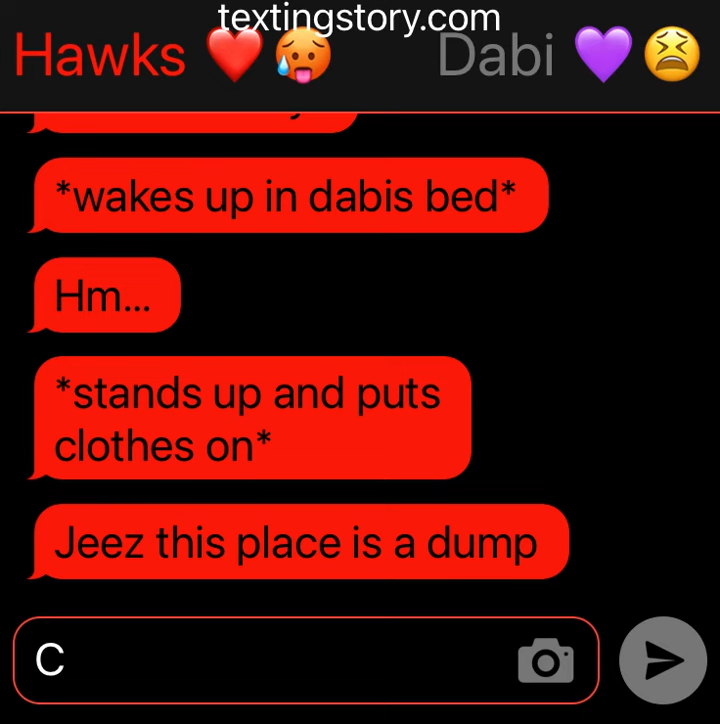 textingstory.com
Hawks ❤️🥵 Dabi 💜😫
*wakes up in dabis bed*
Hm...
*stands up and puts
clothes on*
Jeez this place is a dump
C